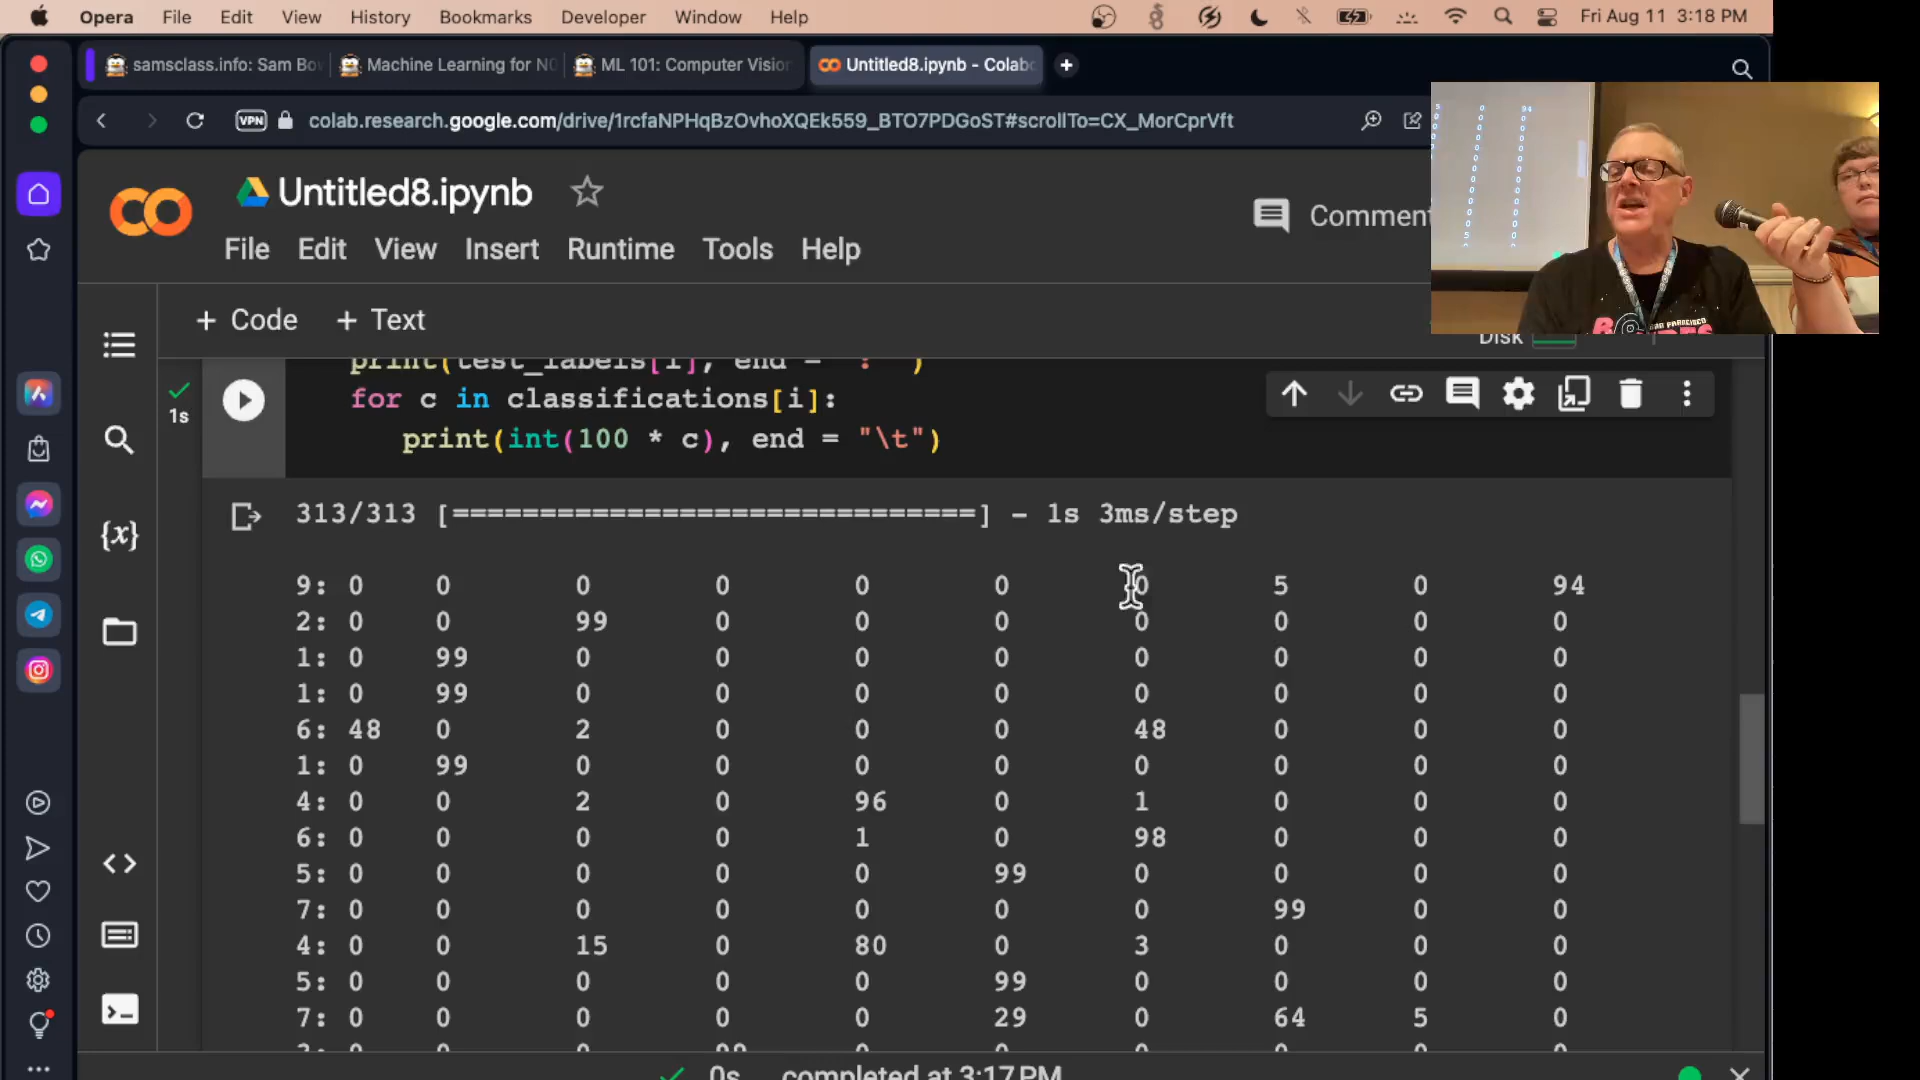 Opera File Edit View History Bookmarks Developer Window Help Fri Aug 11 3:18 PM
samsclass.info: Sam Bo Machine Learning for N0 ML 101: Computer Visio Untitled8.ipynb - Colab +
VPN colab.research.google.com/drive/1rcfaNPHqBzOvhoXQEk559_BTO7PDGoST#scrollTo=CX_MorCprVft
CO Untitled8.ipynb
Comment
File Edit View Insert Runtime Tools Help
+ Code + Text
Disk
print(test_labels[i], end = ": ")
1s for c in classifications[i]:
print(int(100 * c), end = "\t")
313/313 [==============================] - 1s 3ms/step
9: 0 0 0 0 0 0 0 5 0 94
2: 0 0 99 0 0 0 0 0 0 0
1: 0 99 0 0 0 0 0 0 0 0
1: 0 99 0 0 0 0 0 0 0 0
6: 48 0 2 0 0 0 48 0 0 0
1: 0 99 0 0 0 0 0 0 0 0
4: 0 0 2 0 96 0 1 0 0 0
6: 0 0 0 0 1 0 98 0 0 0
5: 0 0 0 0 0 99 0 0 0 0
7: 0 0 0 0 0 0 0 99 0 0
4: 0 0 15 0 80 0 3 0 0 0
5: 0 0 0 0 0 99 0 0 0 0
7: 0 0 0 0 0 29 0 64 5 0
0s completed at 3:17 PM